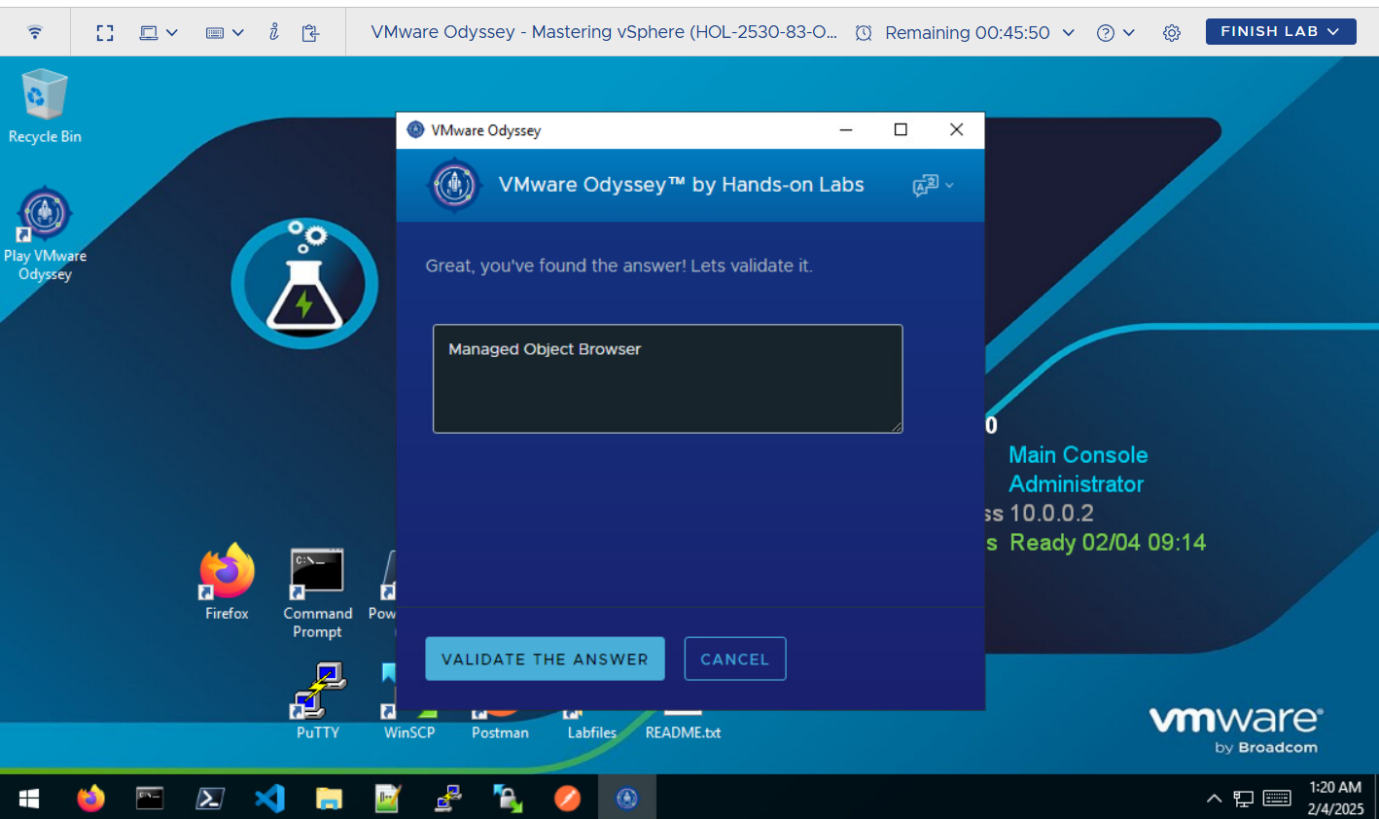 VMware Odyssey - Mastering vSphere (HOL-2530-83-O...
Remaining 00:45:50
FINISH LAB
Recycle Bin
Play VMware
Odyssey
VMware Odyssey
VMware Odyssey™ by Hands-on Labs
Great, you've found the answer! Lets validate it.
Managed Object Browser
0
Main Console
Administrator
ss 10.0.0.2
s Ready 02/04 09:14
Firefox
Command
Prompt
Pow
VALIDATE THE ANSWER
CANCEL
PuTTY
WinSCP
Postman
Labfiles
README.txt
vmware®
by Broadcom
1:20 AM
2/4/2025